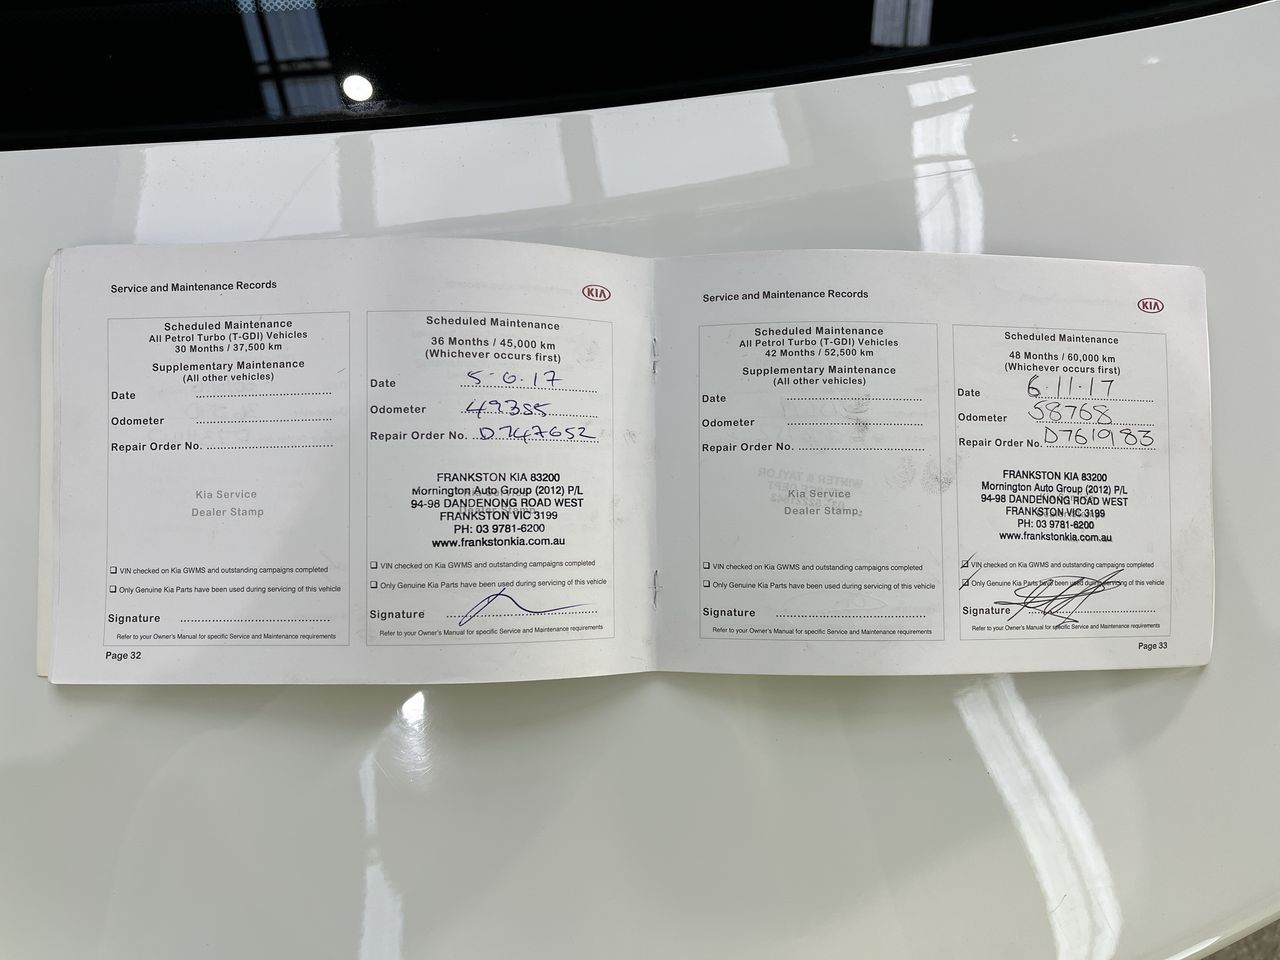 Service and Maintenance Records
KIA
Scheduled Maintenance
All Petrol Turbo (T-GDI) Vehicles
30 Months / 37,500 km
Supplementary Maintenance
(All other vehicles)
Date
Odometer
Repair Order No.
Kia Service
Dealer Stamp
VIN checked on Kia GWMS and outstanding campaigns completed
Only Genuine Kia Parts have been used during servicing of this vehicle
Signature
Refer to your Owner's Manual for specific Service and Maintenance requirements
Page 32
Scheduled Maintenance
36 Months / 45,000 km
(Whichever occurs first)
Date 5·6·17
Odometer 49385
Repair Order No. D747652
FRANKSTON KIA 83200
Mornington Auto Group (2012) P/L
94-98 DANDENONG ROAD WEST
FRANKSTON VIC 3199
PH: 03 9781-6200
www.frankstonkia.com.au
VIN checked on Kia GWMS and outstanding campaigns completed
Only Genuine Kia Parts have been used during servicing of this vehicle
Signature
Refer to your Owner's Manual for specific Service and Maintenance requirements
Service and Maintenance Records
KIA
Scheduled Maintenance
All Petrol Turbo (T-GDI) Vehicles
42 Months / 52,500 km
Supplementary Maintenance
(All other vehicles)
Date
Odometer
Repair Order No.
Kia Service
Dealer Stamp
VIN checked on Kia GWMS and outstanding campaigns completed
Only Genuine Kia Parts have been used during servicing of this vehicle
Signature
Refer to your Owner's Manual for specific Service and Maintenance requirements
Scheduled Maintenance
48 Months / 60,000 km
(Whichever occurs first)
Date 6·11·17
Odometer 58768
Repair Order No. D761983
FRANKSTON KIA 83200
Mornington Auto Group (2012) P/L
94-98 DANDENONG ROAD WEST
FRANKSTON VIC 3199
PH: 03 9781-6200
www.frankstonkia.com.au
VIN checked on Kia GWMS and outstanding campaigns completed
Only Genuine Kia Parts have been used during servicing of this vehicle
Signature
Refer to your Owner's Manual for specific Service and Maintenance requirements
Page 33